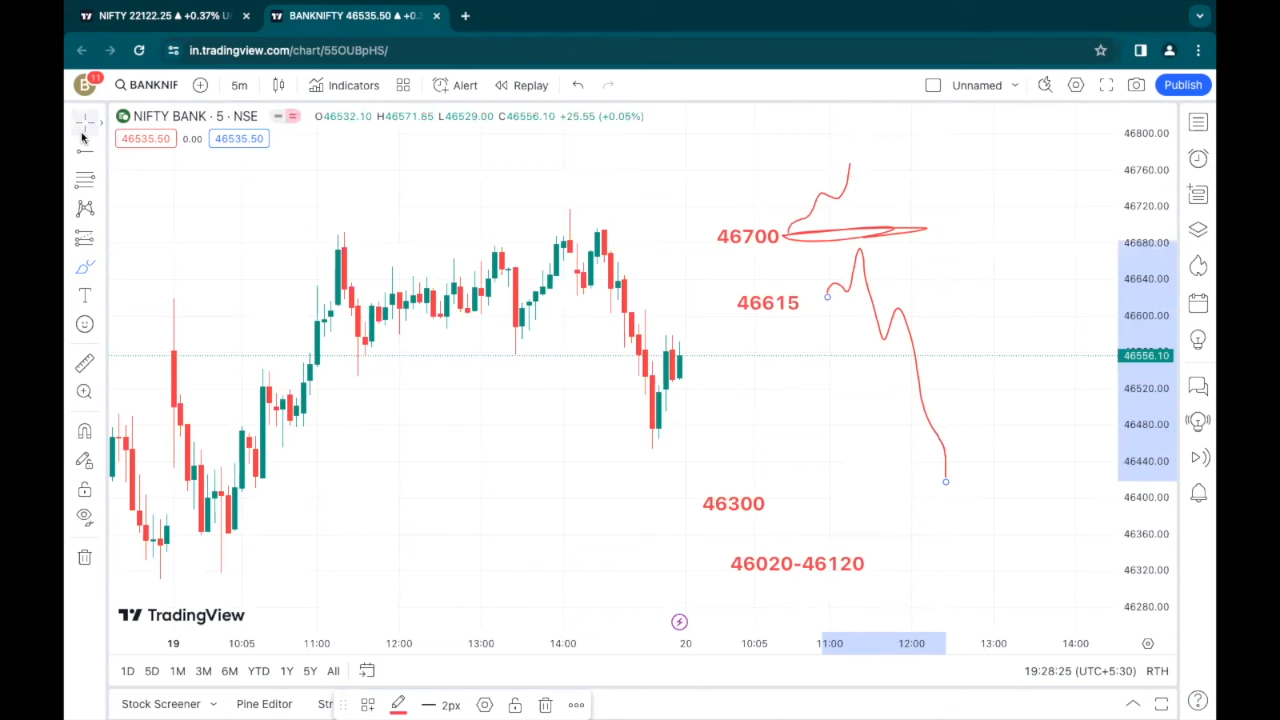 NIFTY 22122.25 ▲ +0.37% U
BANKNIFTY 46535.50 ▲ +0.3
in.tradingview.com/chart/55OUBpHS/
B 11 BANKNIF 5m Indicators Alert Replay Unnamed Publish
NIFTY BANK · 5 · NSE O46532.10 H46571.85 L46529.00 C46556.10 +25.55 (+0.05%)
46535.50 0.00 46535.50
46800.00
46760.00
46720.00
46700
46680.00
46640.00
46615
46600.00
46556.10
46520.00
46480.00
46440.00
46400.00
46300
46360.00
46020-46120
46320.00
46280.00
TradingView
19 10:05 11:00 12:00 13:00 14:00 20 10:05 11:00 12:00 13:00 14:00
1D 5D 1M 3M 6M YTD 1Y 5Y All 19:28:25 (UTC+5:30) RTH
Stock Screener Pine Editor Str 2px